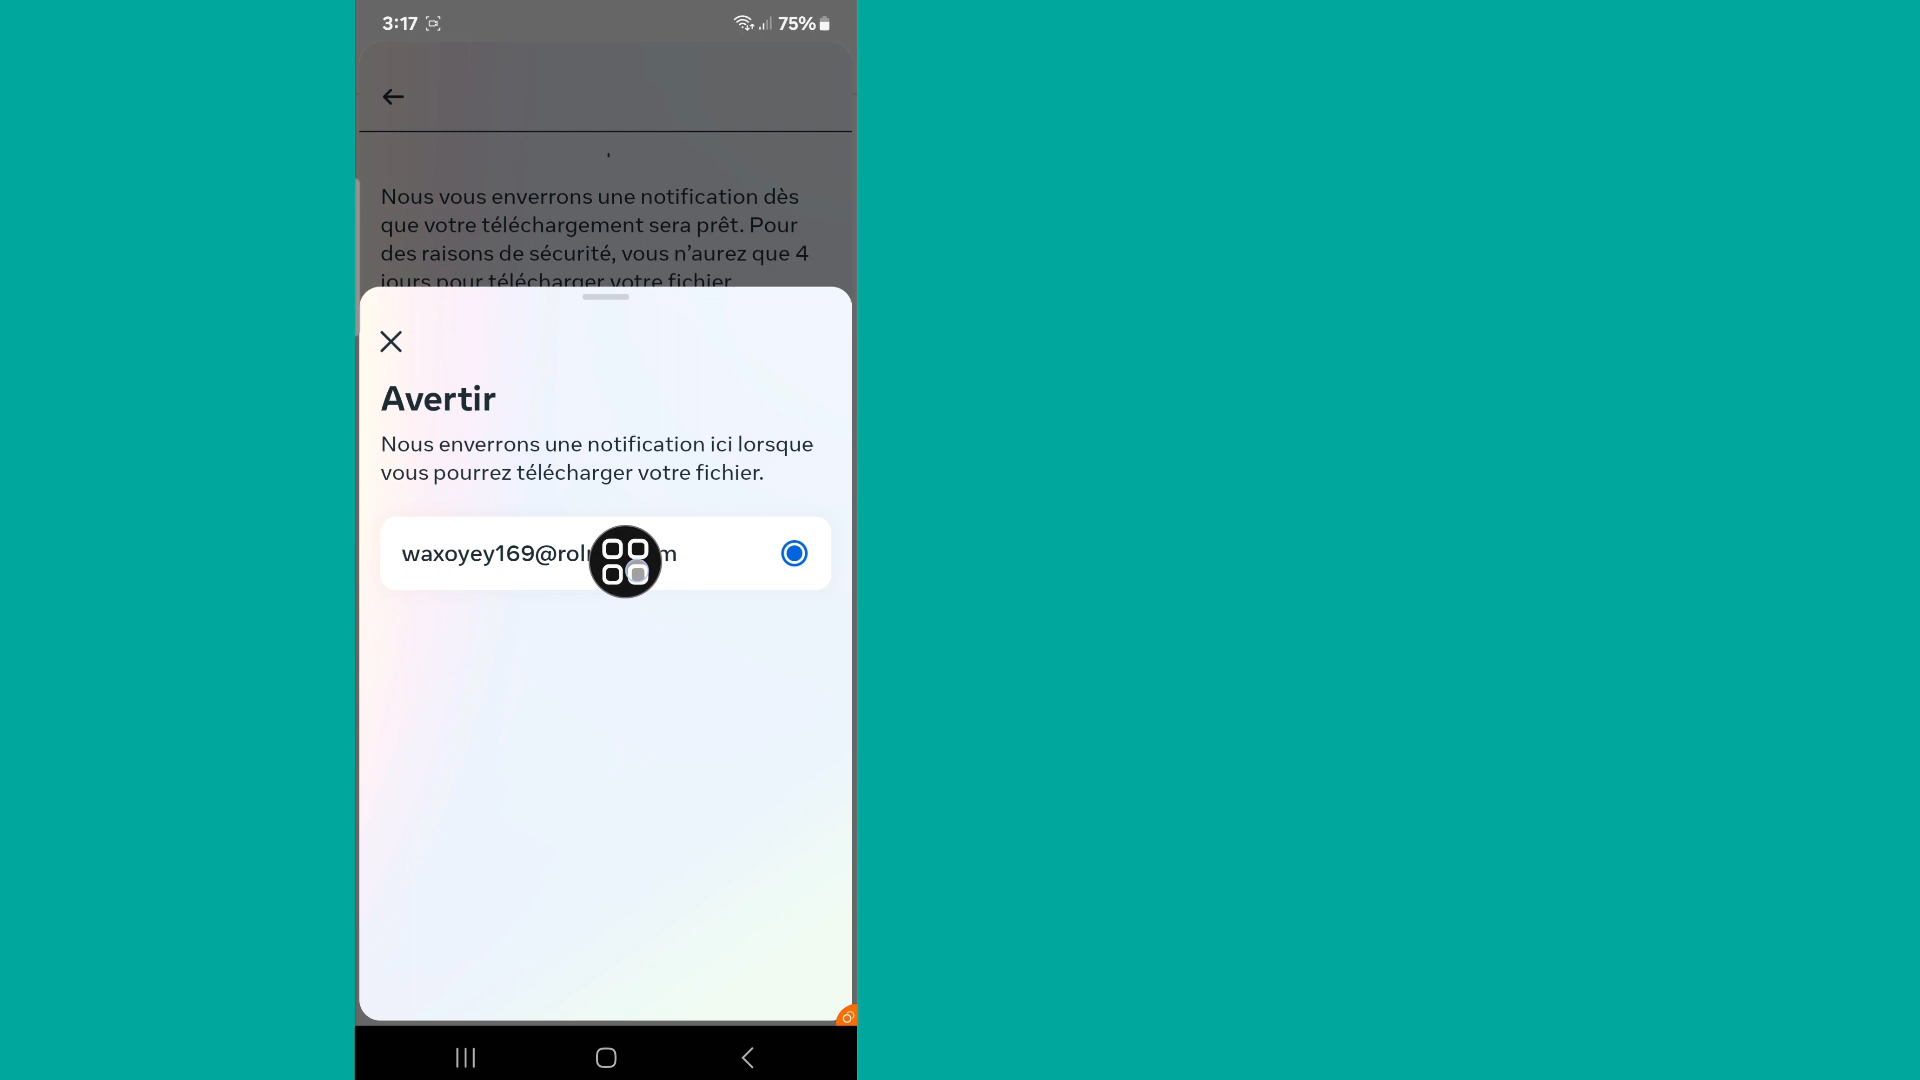 3:17
75%
Nous vous enverrons une notification dès
que votre téléchargement sera prêt. Pour
des raisons de sécurité, vous n’aurez que 4
jours pour télécharger votre fichier.
Avertir
Nous enverrons une notification ici lorsque
vous pourrez télécharger votre fichier.